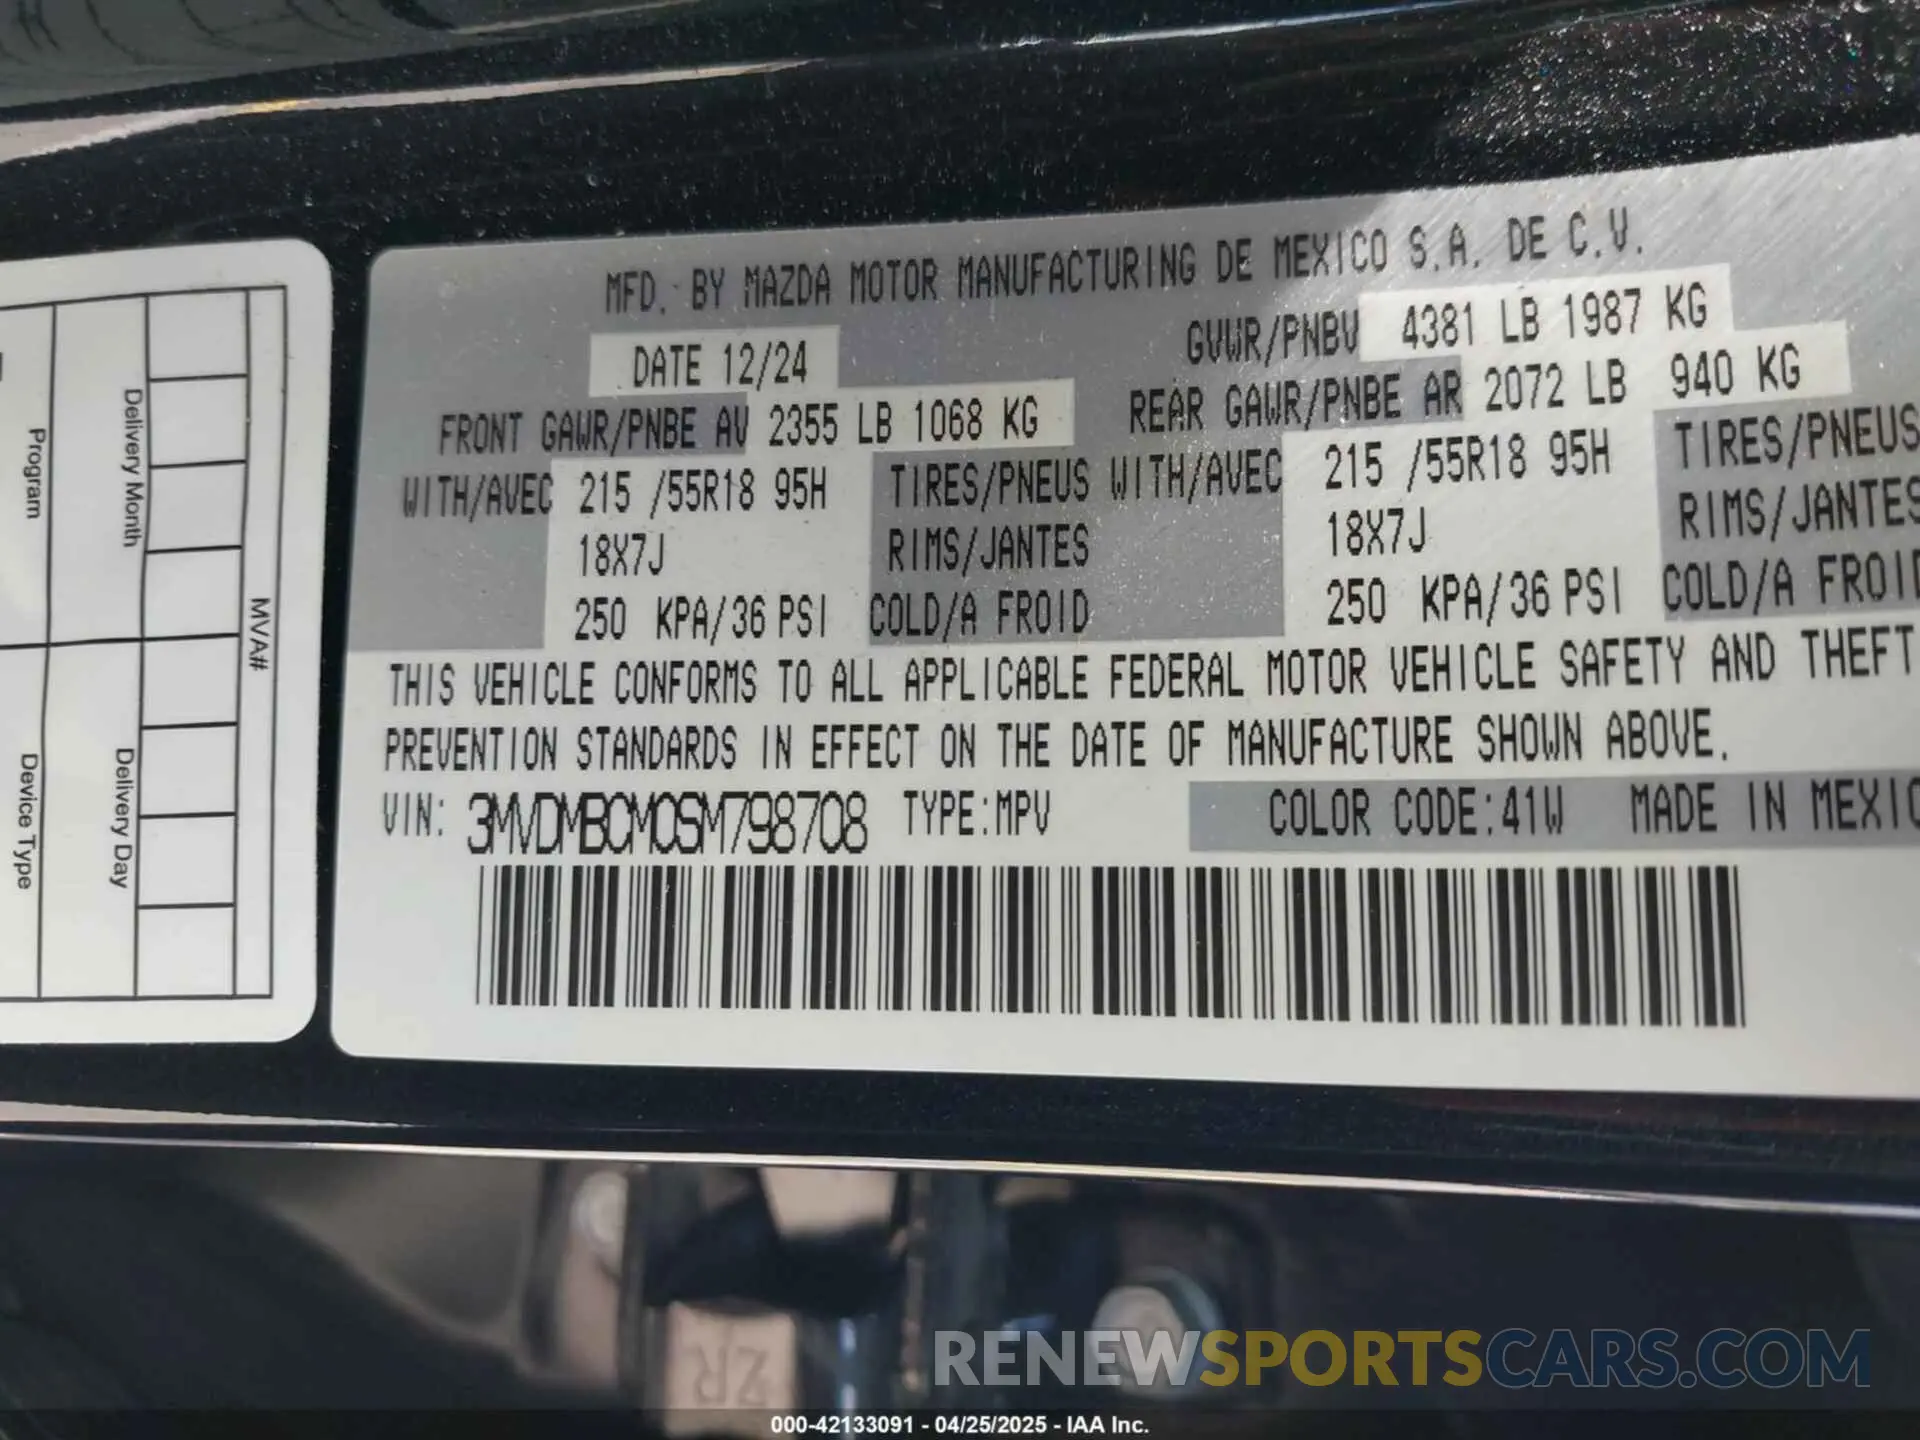 MFD. BY MAZDA MOTOR MANUFACTURING DE MEXICO S.A. DE C.V.
DATE 12/24 GVWR/PNBV 4381 LB 1987 KG
FRONT GAWR/PNBE AV 2355 LB 1068 KG REAR GAWR/PNBE AR 2072 LB 940 KG
WITH/AVEC 215 /55R18 95H TIRES/PNEUS WITH/AVEC 215 /55R18 95H TIRES/PNEUS
18X7J RIMS/JANTES 18X7J RIMS/JANTES
250 KPA/36 PSI COLD/A FROID 250 KPA/36 PSI COLD/A FROID
THIS VEHICLE CONFORMS TO ALL APPLICABLE FEDERAL MOTOR VEHICLE SAFETY AND THEFT
PREVENTION STANDARDS IN EFFECT ON THE DATE OF MANUFACTURE SHOWN ABOVE.
VIN: 3MVDMBCM0SM798708 TYPE:MPV COLOR CODE:41W MADE IN MEXIC
MVA#
Delivery Month
Delivery Day
Program
Device Type
ZR
RENEWSPORTSCARS.COM
000-42133091 - 04/25/2025 - IAA Inc.